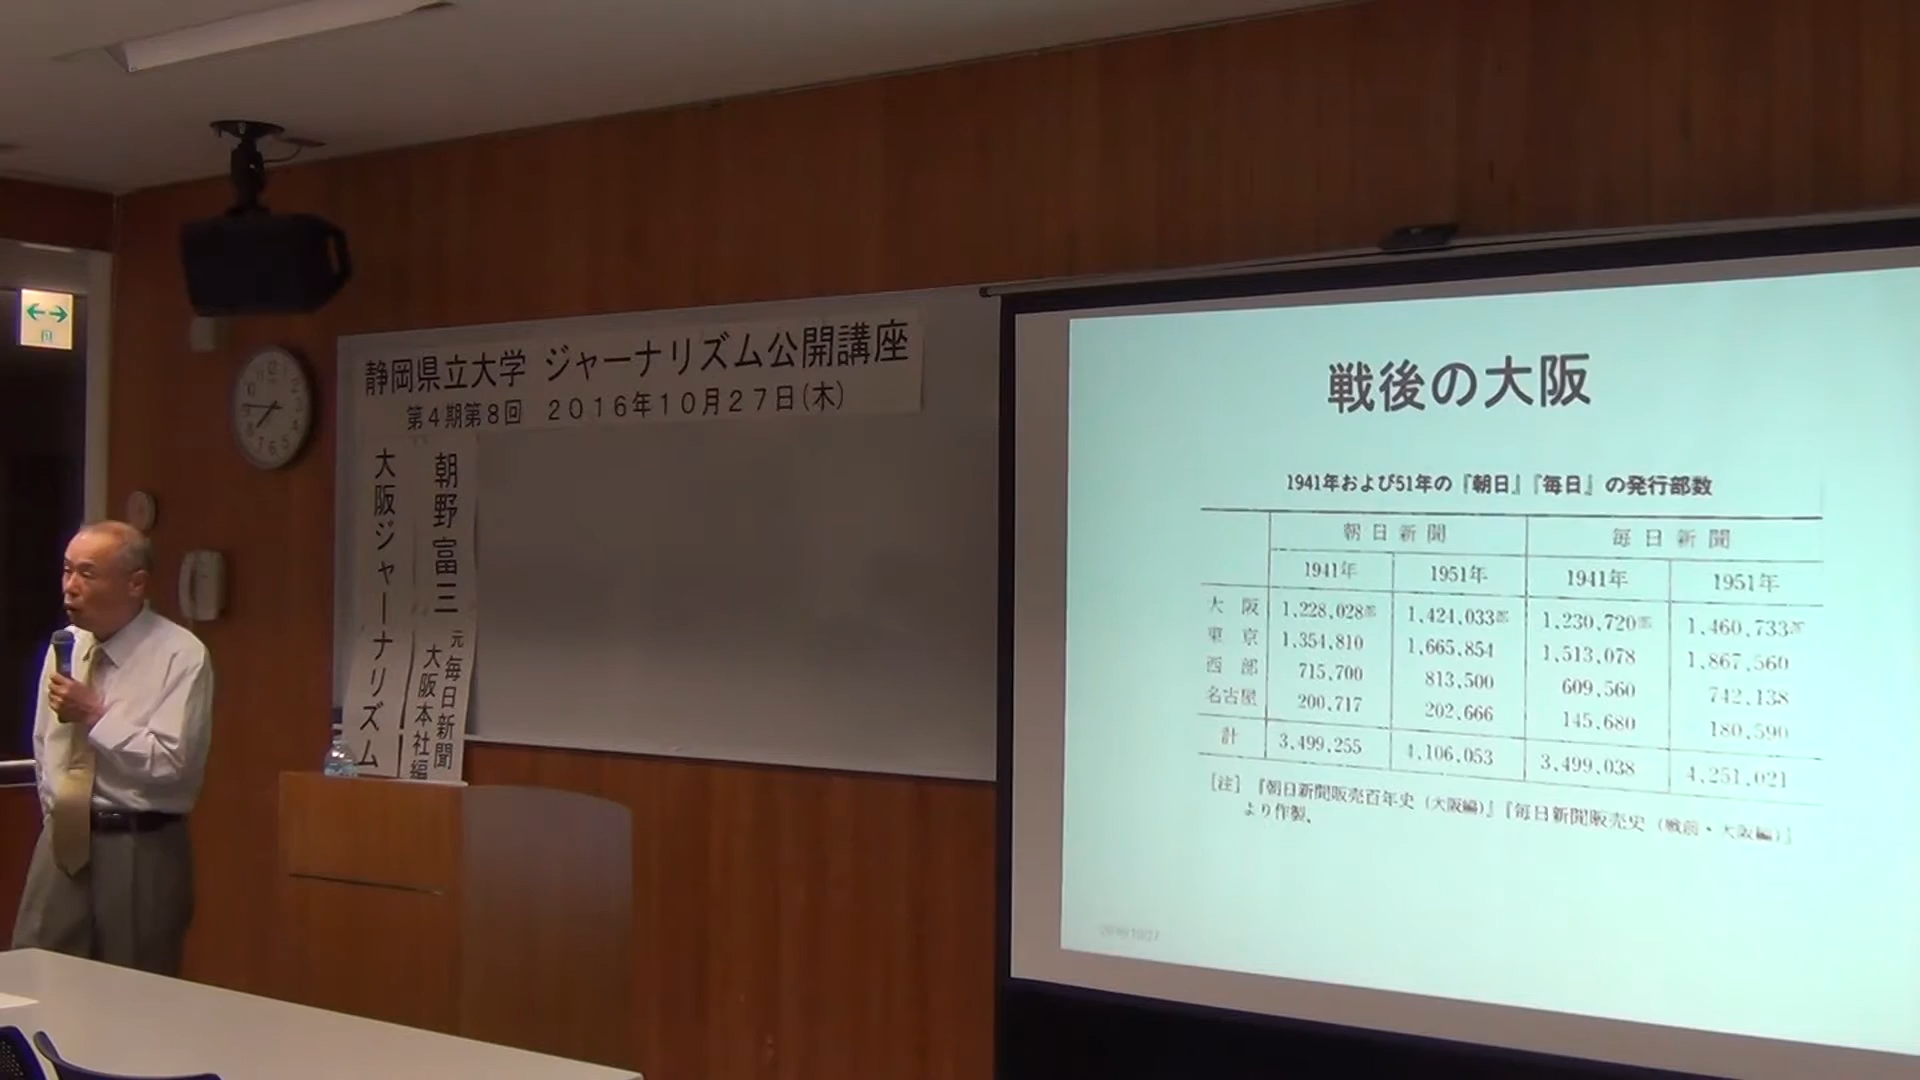 静岡県立大学 ジャーナリズム公開講座
第4期第8回 2016年10月27日(木)
朝野富三 元毎日新聞大阪本社編
大阪ジャーナリズム
戦後の大阪
1941年および51年の『朝日』『毎日』の発行部数
朝日新聞 毎日新聞
1941年 1951年 1941年 1951年
大阪 1,228,028部 1,424,033部 1,230,720部 1,460,733部
東京 1,354,810 1,665,854 1,513,078 1,867,560
西部 715,700 813,500 609,560 742,138
名古屋 200,717 202,666 145,680 180,590
計 3,499,255 4,106,053 3,499,038 4,251,021
[注] 『朝日新聞販売百年史(大阪編)』『毎日新聞販売史(戦前・大阪編)』
より作製、